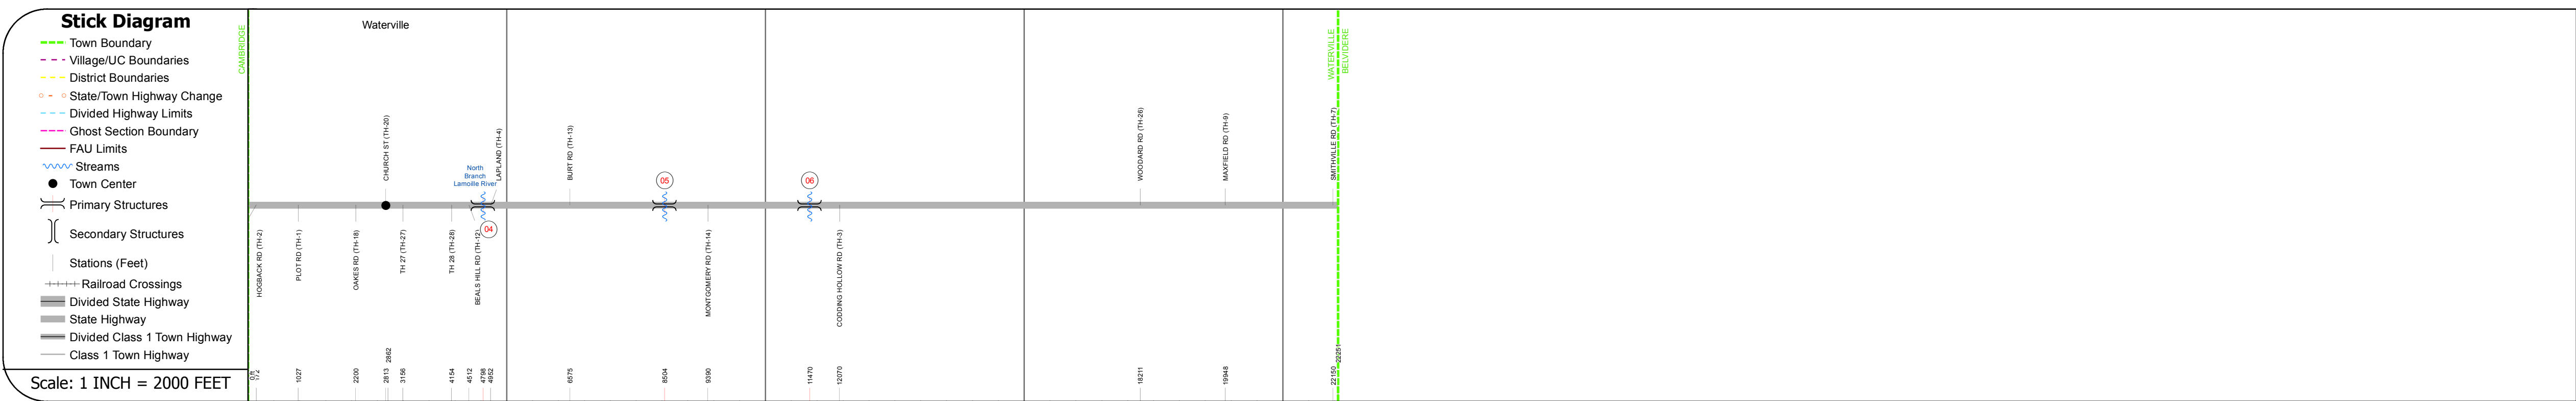 Stick Diagram
Town Boundary
Village/UC Boundaries
District Boundaries
State/Town Highway Change
Divided Highway Limits
Ghost Section Boundary
FAU Limits
Streams
Town Center
Primary Structures
Secondary Structures
Stations (Feet)
Railroad Crossings
Divided State Highway
State Highway
Divided Class 1 Town Highway
Class 1 Town Highway
Scale: 1 INCH = 2000 FEET
CAMBRIDGE
Waterville
WATERVILLE
BELVIDERE
CHURCH ST (TH-20)
North
Branch
Lamoille River
LAPLAND (TH-4)
BURT RD (TH-13)
05
06
WOODARD RD (TH-26)
MAXFIELD RD (TH-9)
SMITHVILLE RD (TH-7)
HOGBACK RD (TH-2)
PLOT RD (TH-1)
OAKES RD (TH-18)
TH 27 (TH-27)
TH 28 (TH-28)
BEALS HILL RD (TH-12)
04
MONTGOMERY RD (TH-14)
CODDING HOLLOW RD (TH-3)
0 ft
172
1027
2200
2813
2862
3156
4154
4512
4798
4952
6575
8504
9390
11470
12070
18211
19948
22150
22251